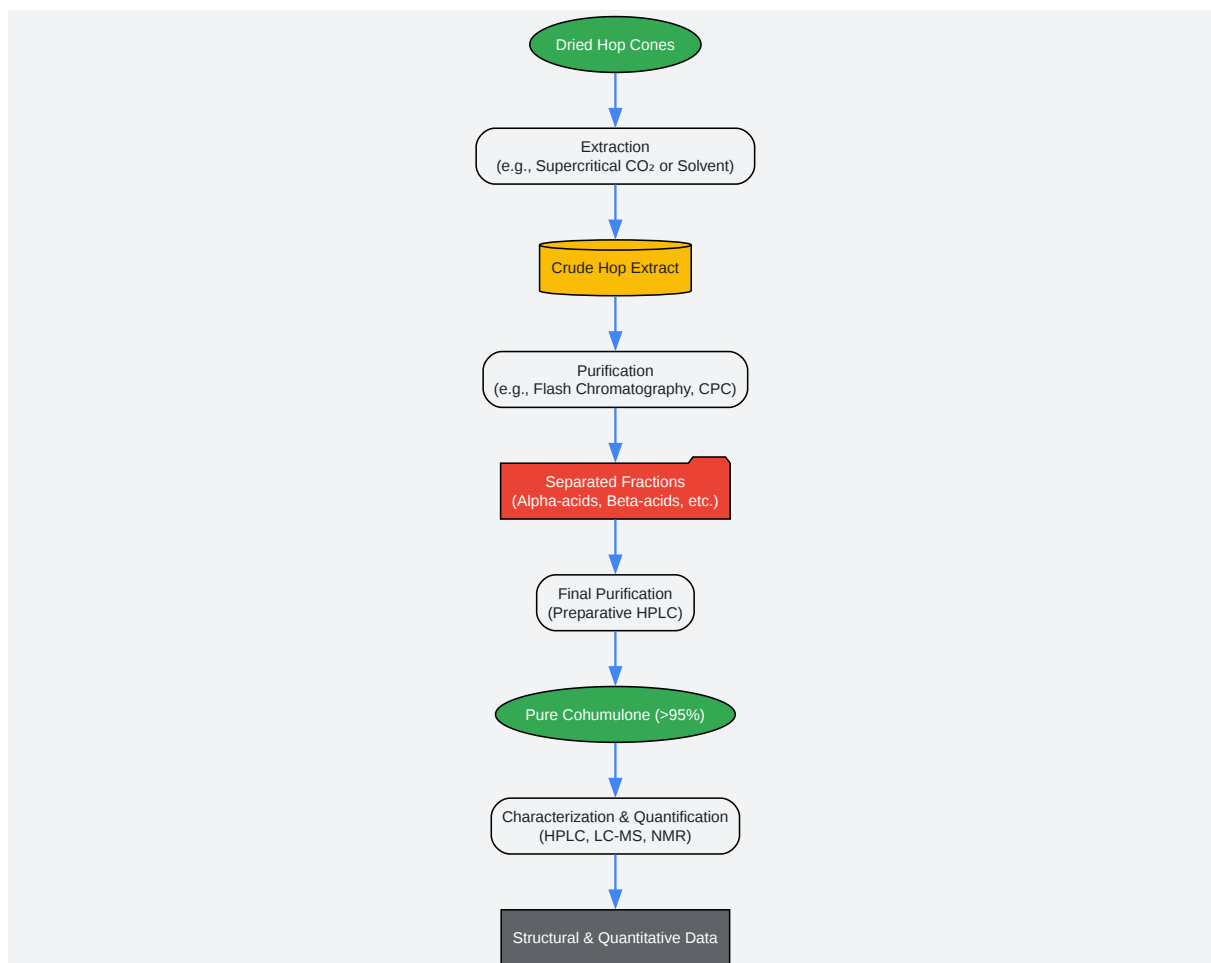 Dried Hop Cones
Extraction
(e.g., Supercritical CO₂ or Solvent)
Crude Hop Extract
Purification
(e.g., Flash Chromatography, CPC)
Separated Fractions
(Alpha-acids, Beta-acids, etc.)
Final Purification
(Preparative HPLC)
Pure Cohumulone (>95%)
Characterization & Quantification
(HPLC, LC-MS, NMR)
Structural & Quantitative Data